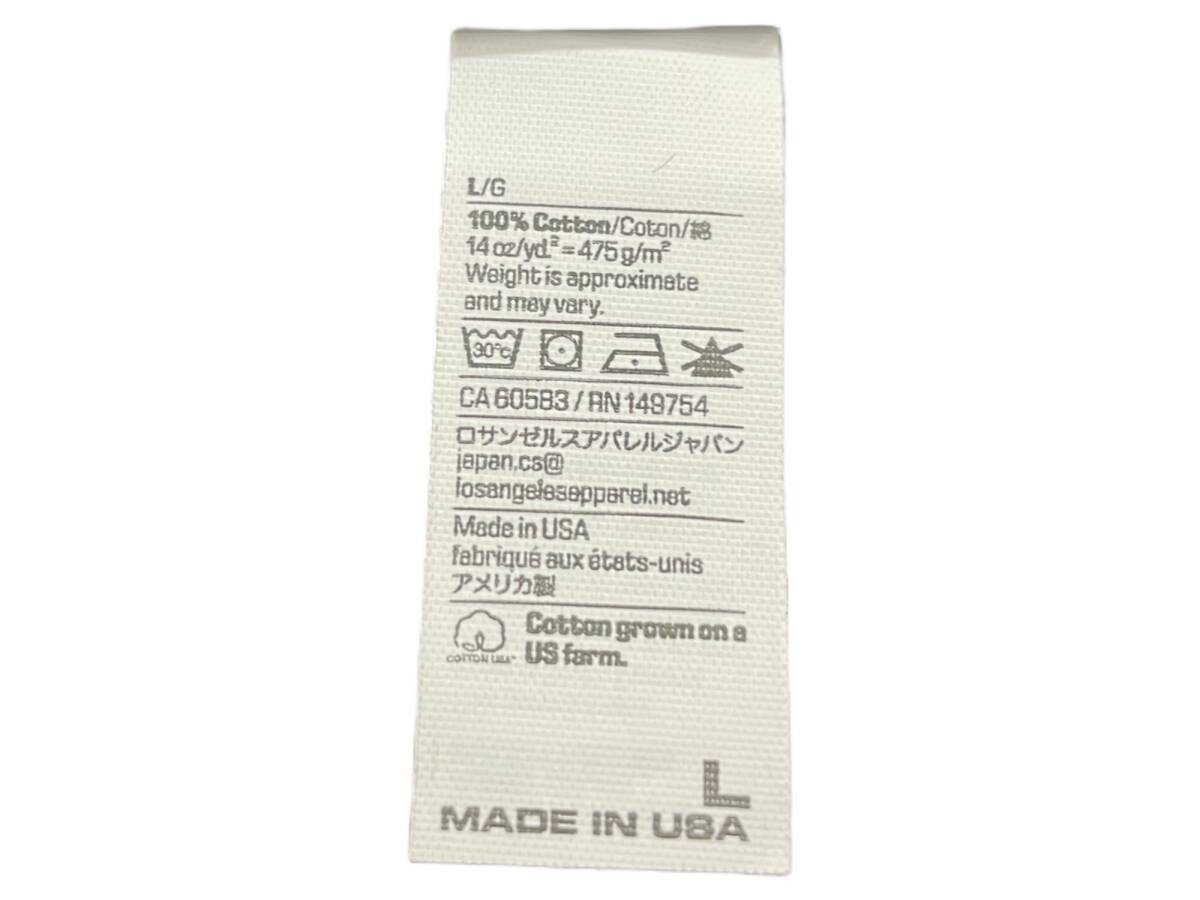 L/G
100% Cotton/Coton/綿
14 oz/yd.² = 475 g/m²
Weight is approximate
and may vary.
30°C
CA 60583 / RN 149754
ロサンゼルスアパレルジャパン
japan.cs@
losangelesapparel.net
Made in USA
fabriqué aux états-unis
アメリカ製
COTTON USA™
Cotton grown on a
US farm.
L
MADE IN USA